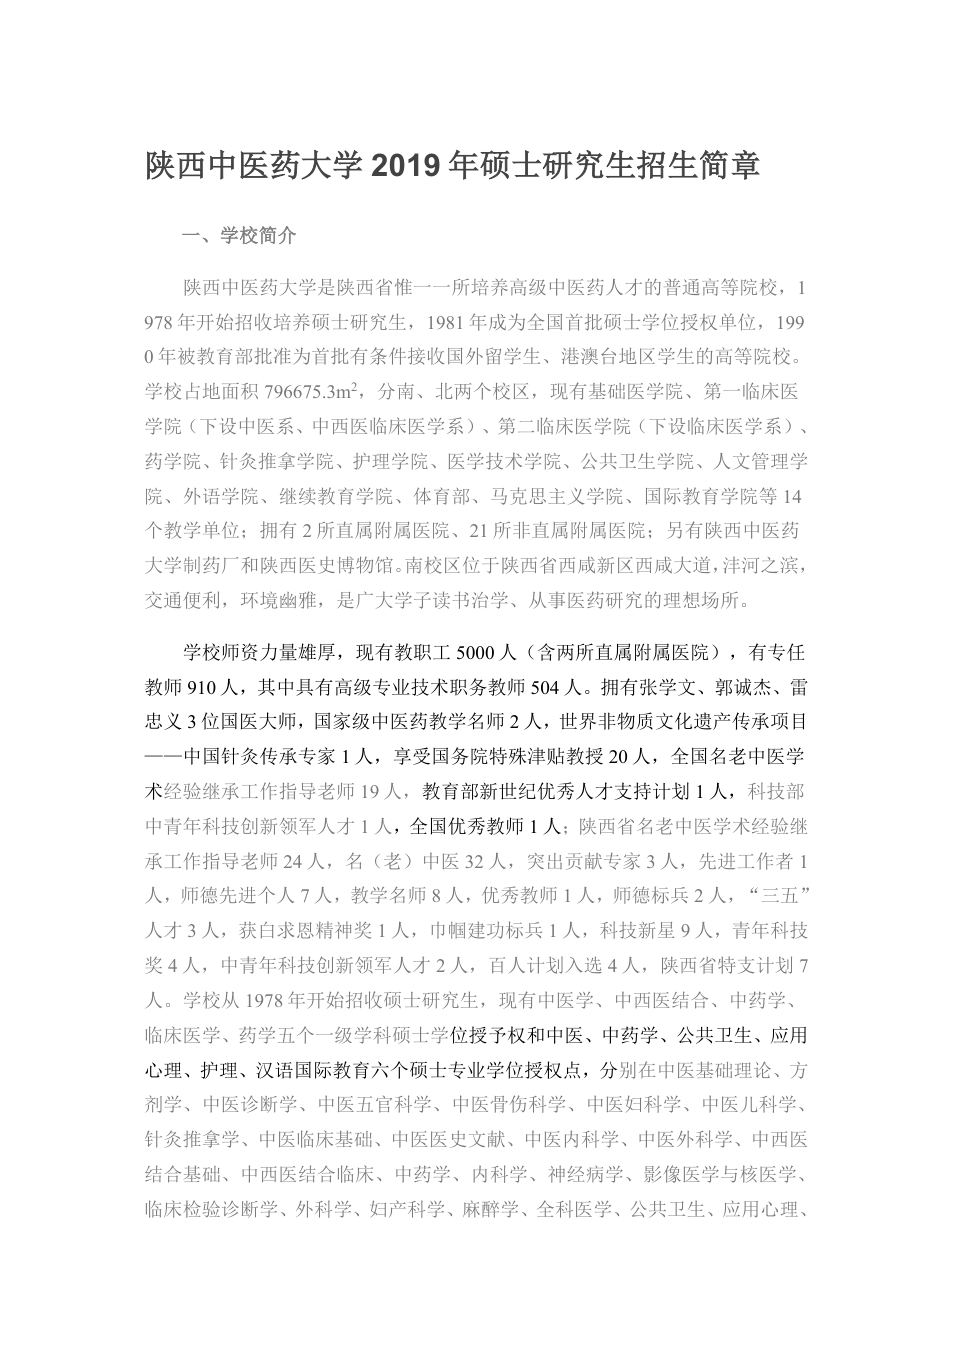 陕西中医药大学 2019 年硕士研究生招生简章
一、学校简介
陕西中医药大学是陕西省惟一一所培养高级中医药人才的普通高等院校，1
978 年开始招收培养硕士研究生，1981 年成为全国首批硕士学位授权单位，199
0 年被教育部批准为首批有条件接收国外留学生、港澳台地区学生的高等院校。
学校占地面积 796675.3m²，分南、北两个校区，现有基础医学院、第一临床医
学院（下设中医系、中西医临床医学系）、第二临床医学院（下设临床医学系）、
药学院、针灸推拿学院、护理学院、医学技术学院、公共卫生学院、人文管理学
院、外语学院、继续教育学院、体育部、马克思主义学院、国际教育学院等 14
个教学单位；拥有 2 所直属附属医院、21 所非直属附属医院；另有陕西中医药
大学制药厂和陕西医史博物馆。南校区位于陕西省西咸新区西咸大道，沣河之滨，
交通便利，环境幽雅，是广大学子读书治学、从事医药研究的理想场所。
学校师资力量雄厚，现有教职工 5000 人（含两所直属附属医院），有专任
教师 910 人，其中具有高级专业技术职务教师 504 人。拥有张学文、郭诚杰、雷
忠义 3 位国医大师，国家级中医药教学名师 2 人，世界非物质文化遗产传承项目
——中国针灸传承专家 1 人，享受国务院特殊津贴教授 20 人，全国名老中医学
术经验继承工作指导老师 19 人，教育部新世纪优秀人才支持计划 1 人，科技部
中青年科技创新领军人才 1 人，全国优秀教师 1 人；陕西省名老中医学术经验继
承工作指导老师 24 人，名（老）中医 32 人，突出贡献专家 3 人，先进工作者 1
人，师德先进个人 7 人，教学名师 8 人，优秀教师 1 人，师德标兵 2 人，“三五”
人才 3 人，获白求恩精神奖 1 人，巾帼建功标兵 1 人，科技新星 9 人，青年科技
奖 4 人，中青年科技创新领军人才 2 人，百人计划入选 4 人，陕西省特支计划 7
人。学校从 1978 年开始招收硕士研究生，现有中医学、中西医结合、中药学、
临床医学、药学五个一级学科硕士学位授予权和中医、中药学、公共卫生、应用
心理、护理、汉语国际教育六个硕士专业学位授权点，分别在中医基础理论、方
剂学、中医诊断学、中医五官科学、中医骨伤科学、中医妇科学、中医儿科学、
针灸推拿学、中医临床基础、中医医史文献、中医内科学、中医外科学、中西医
结合基础、中西医结合临床、中药学、内科学、神经病学、影像医学与核医学、
临床检验诊断学、外科学、妇产科学、麻醉学、全科医学、公共卫生、应用心理、